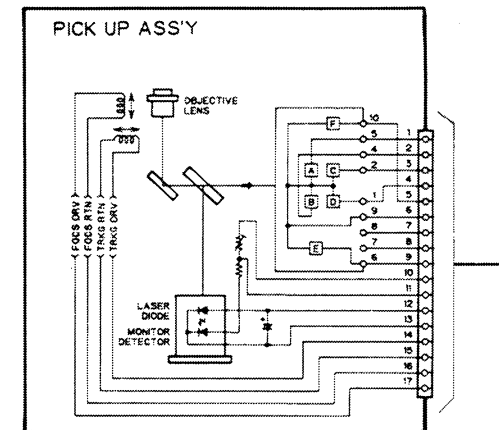 PICK UP ASS'Y
OBJECTIVE
LENS
F
10
5
1
4
2
A
C
2
3
4
B
D
1
5
9
6
8
7
E
7
8
6
9
10
11
12
13
14
15
16
17
FOCS DRV
FOCS RTN
TRKG RTN
TRKG DRV
LASER
DIODE
MONITOR
DETECTOR